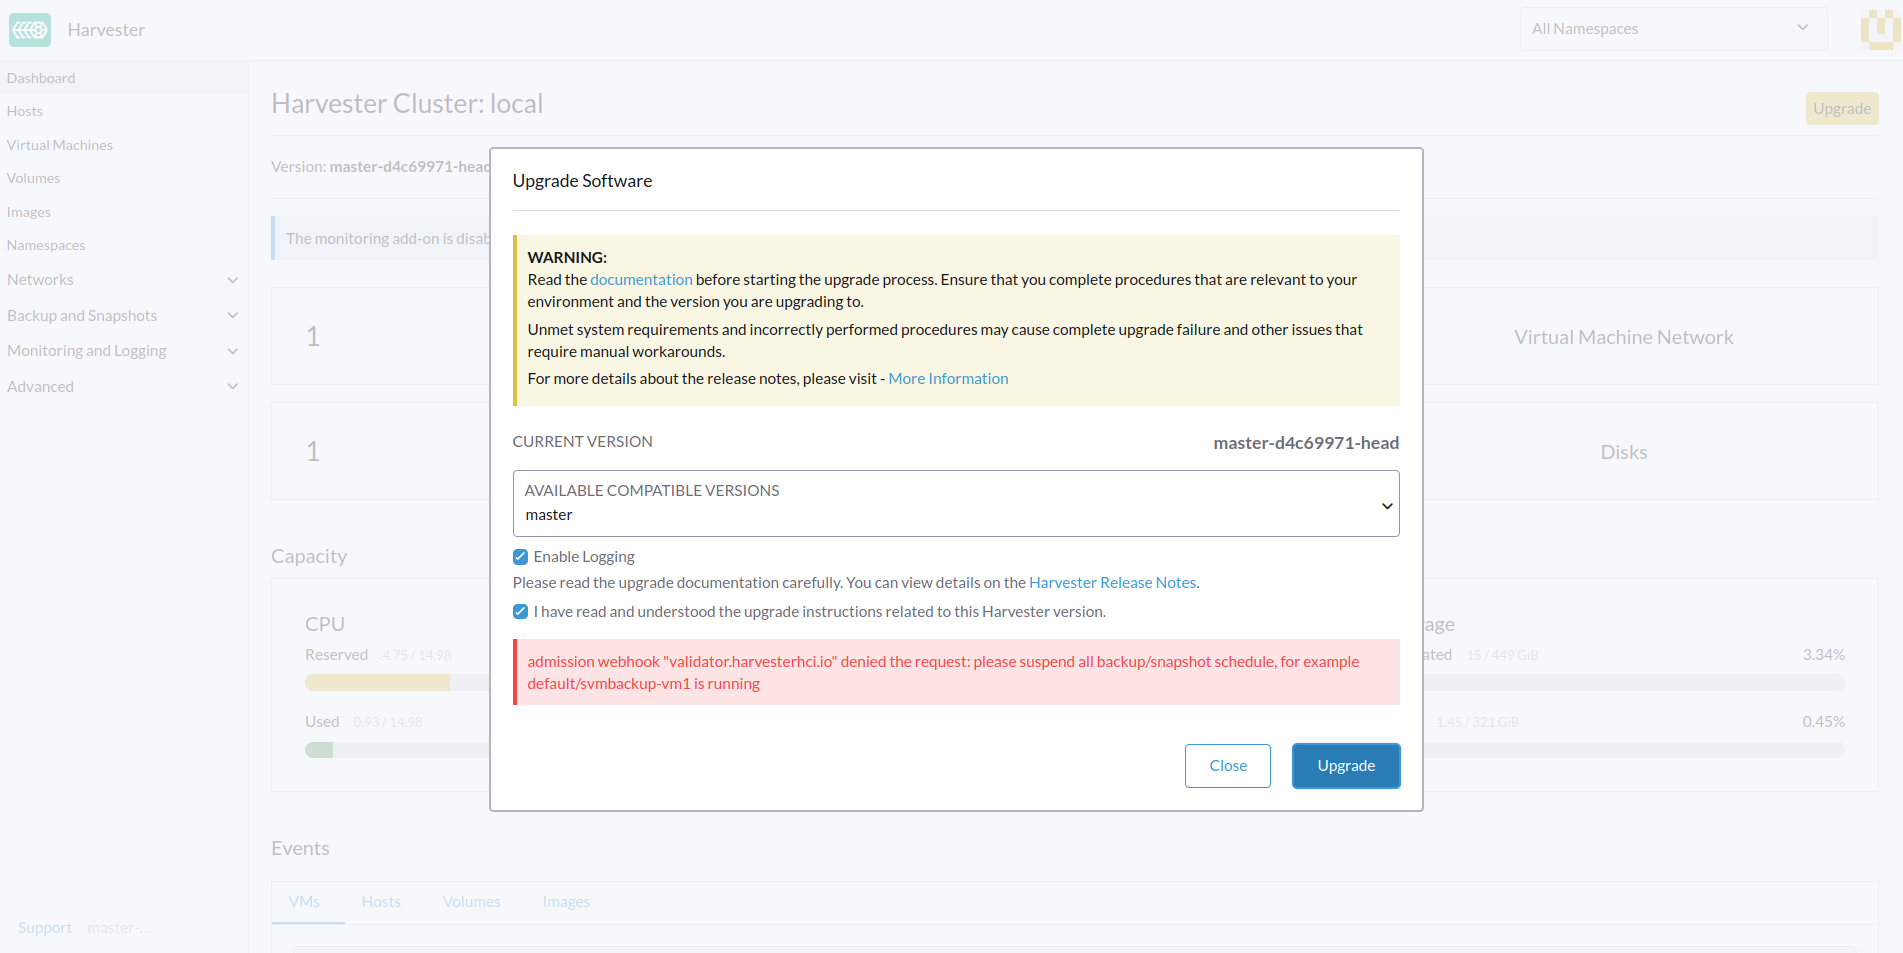 Harvester
All Namespaces
Dashboard
Hosts
Virtual Machines
Volumes
Images
Namespaces
Networks
Backup and Snapshots
Monitoring and Logging
Advanced
Support master-...
Harvester Cluster: local
Upgrade
Version: master-d4c69971-head
The monitoring add-on is disab
1
Virtual Machine Network
1
Disks
Capacity
CPU
Reserved 4.75 / 14.98
Used 0.93 / 14.98
age
ated 15 / 449 GiB 3.34%
1.45 / 321 GiB 0.45%
Events
VMs Hosts Volumes Images
Upgrade Software
WARNING:
Read the documentation before starting the upgrade process. Ensure that you complete procedures that are relevant to your
environment and the version you are upgrading to.
Unmet system requirements and incorrectly performed procedures may cause complete upgrade failure and other issues that
require manual workarounds.
For more details about the release notes, please visit - More Information
CURRENT VERSION master-d4c69971-head
AVAILABLE COMPATIBLE VERSIONS
master
Enable Logging
Please read the upgrade documentation carefully. You can view details on the Harvester Release Notes.
I have read and understood the upgrade instructions related to this Harvester version.
admission webhook "validator.harvesterhci.io" denied the request: please suspend all backup/snapshot schedule, for example
default/svmbackup-vm1 is running
Close Upgrade